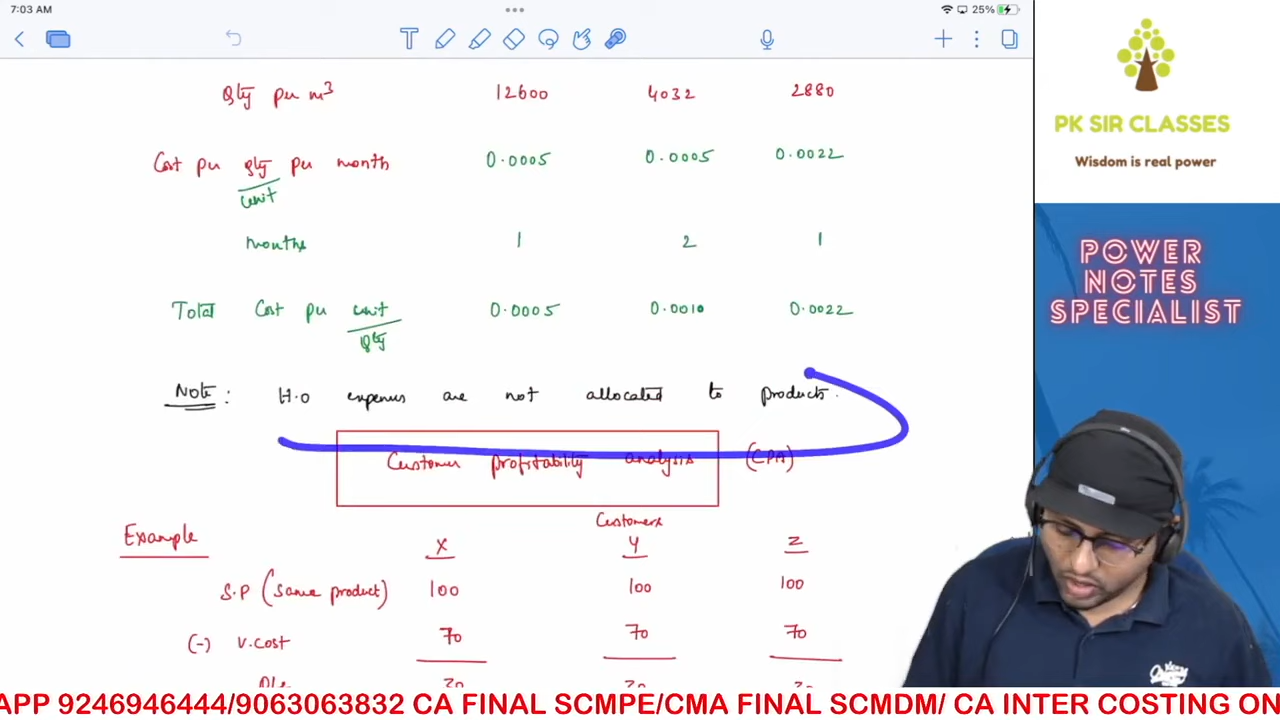 7:03 AM
25%
Qty per m³ 12600 4032 2880
Cost per Qty per month 0.0005 0.0005 0.0022
unit
months 1 2 1
Total Cost per unit 0.0005 0.0010 0.0022
Qty
Note: H.O expenses are not allocated to products.
Customer profitability analysis (CPA)
Customers
Example X Y Z
S.P (same product) 100 100 100
(-) V.cost 70 70 70
PK SIR CLASSES
Wisdom is real power
POWER
NOTES
SPECIALIST
APP 9246946444/9063063832 CA FINAL SCMPE/CMA FINAL SCMDM/ CA INTER COSTING ON